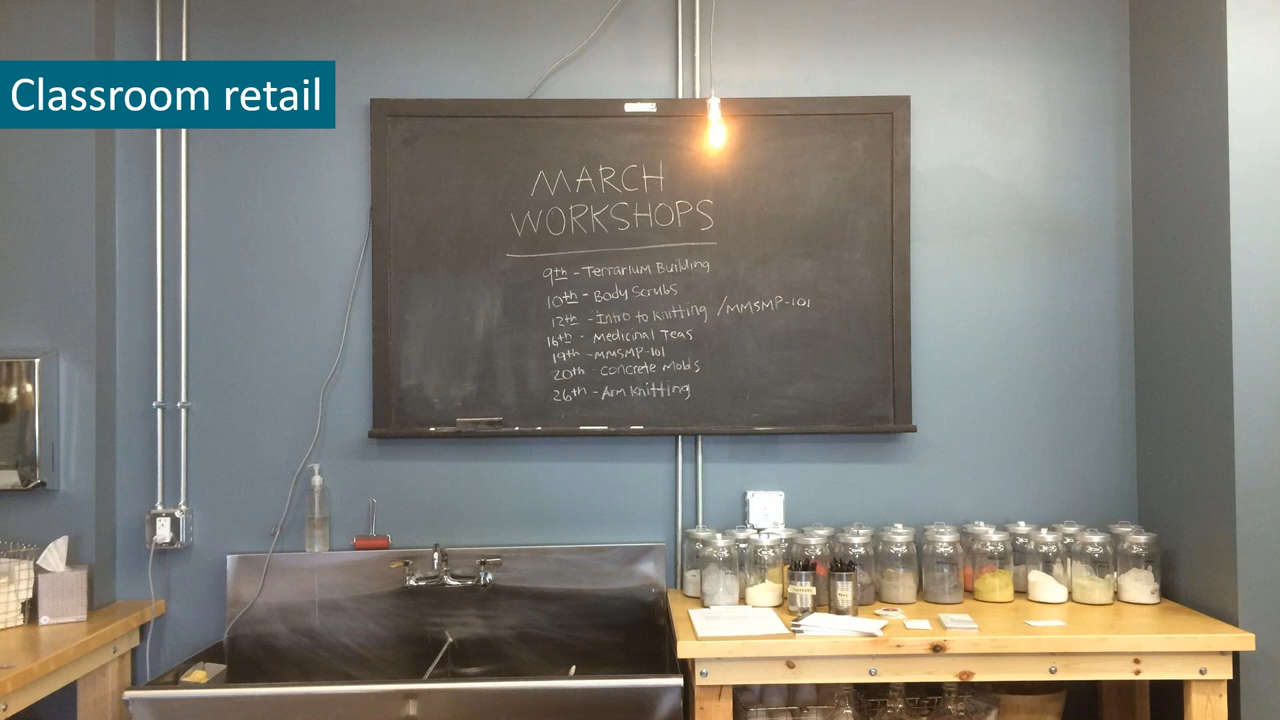 Classroom retail
MARCH
WORKSHOPS
9th - Terrarium Building
10th - Body Scrubs
12th - Intro to Knitting / MMSMP-101
16th - Medicinal Teas
19th - MMSMP-101
20th - Concrete Molds
26th - Arm Knitting